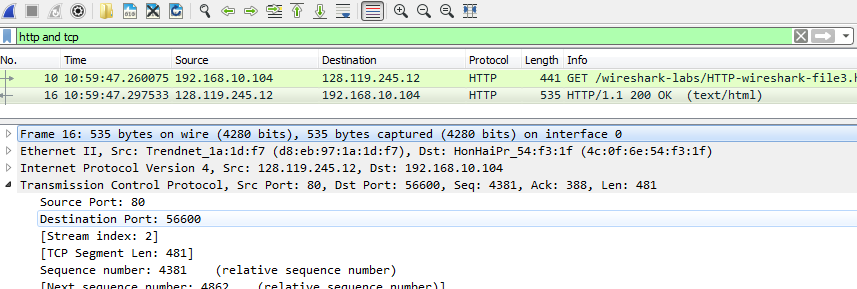 http and tcp
No. Time Source Destination Protocol Length Info
10 10:59:47.260075 192.168.10.104 128.119.245.12 HTTP 441 GET /wireshark-labs/HTTP-wireshark-file3.h
16 10:59:47.297533 128.119.245.12 192.168.10.104 HTTP 535 HTTP/1.1 200 OK (text/html)
Frame 16: 535 bytes on wire (4280 bits), 535 bytes captured (4280 bits) on interface 0
Ethernet II, Src: Trendnet_1a:1d:f7 (d8:eb:97:1a:1d:f7), Dst: HonHaiPr_54:f3:1f (4c:0f:6e:54:f3:1f)
Internet Protocol Version 4, Src: 128.119.245.12, Dst: 192.168.10.104
Transmission Control Protocol, Src Port: 80, Dst Port: 56600, Seq: 4381, Ack: 388, Len: 481
Source Port: 80
Destination Port: 56600
[Stream index: 2]
[TCP Segment Len: 481]
Sequence number: 4381 (relative sequence number)
[Next sequence number: 4862 (relative sequence number)]